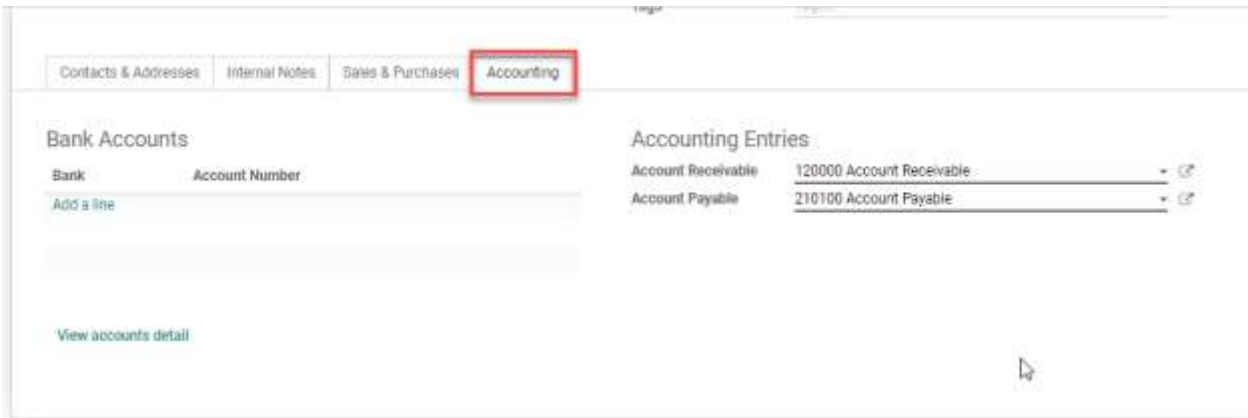 Tags
Contacts & Addresses Internal Notes Sales & Purchases Accounting
Bank Accounts
Bank Account Number
Add a line
View accounts detail
Accounting Entries
Account Receivable 120000 Account Receivable
Account Payable 210100 Account Payable